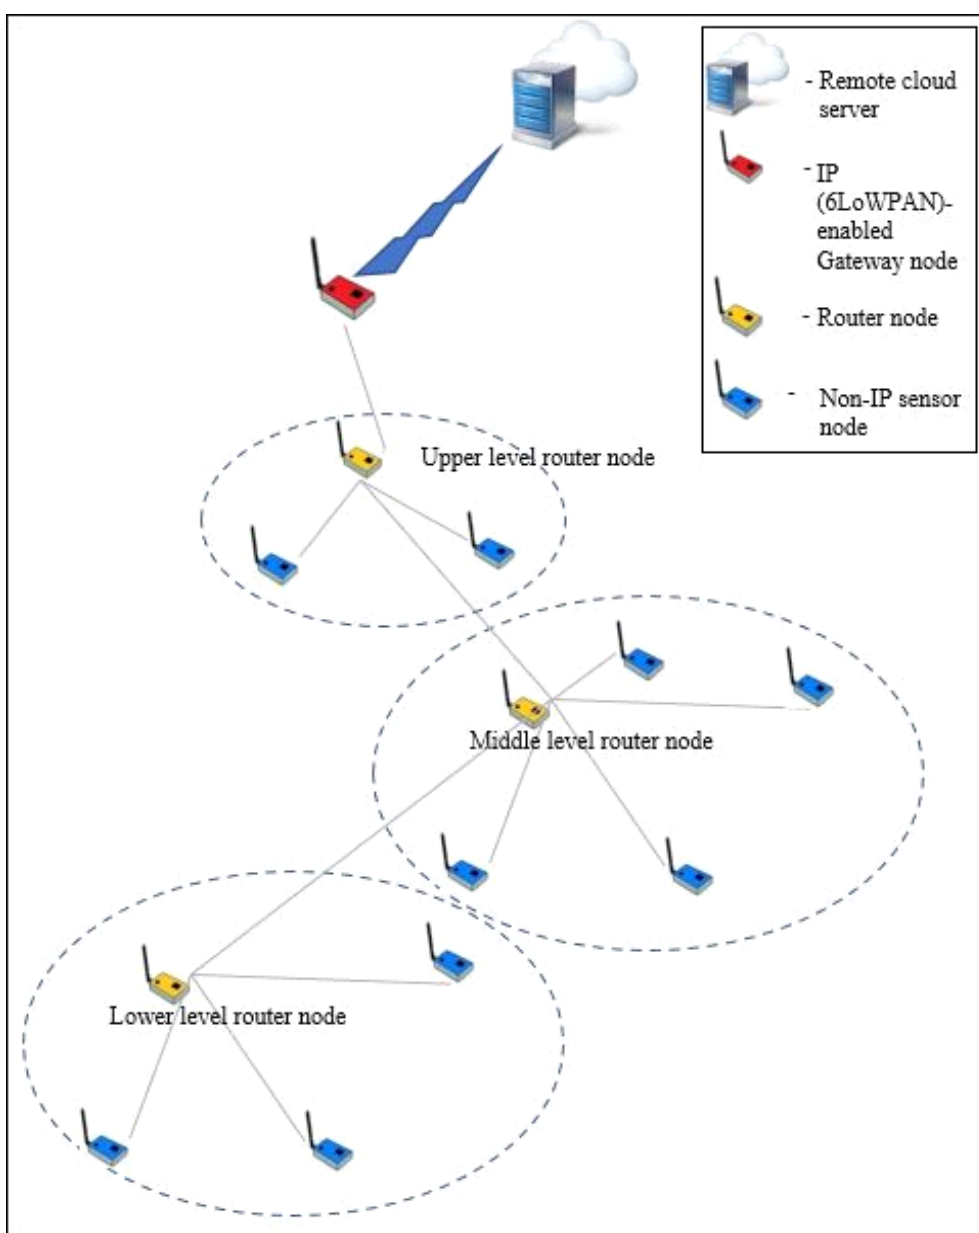 - Remote cloud
server
- IP
(6LoWPAN)-
enabled
Gateway node
- Router node
- Non-IP sensor
node
Upper level router node
Middle level router node
Lower level router node